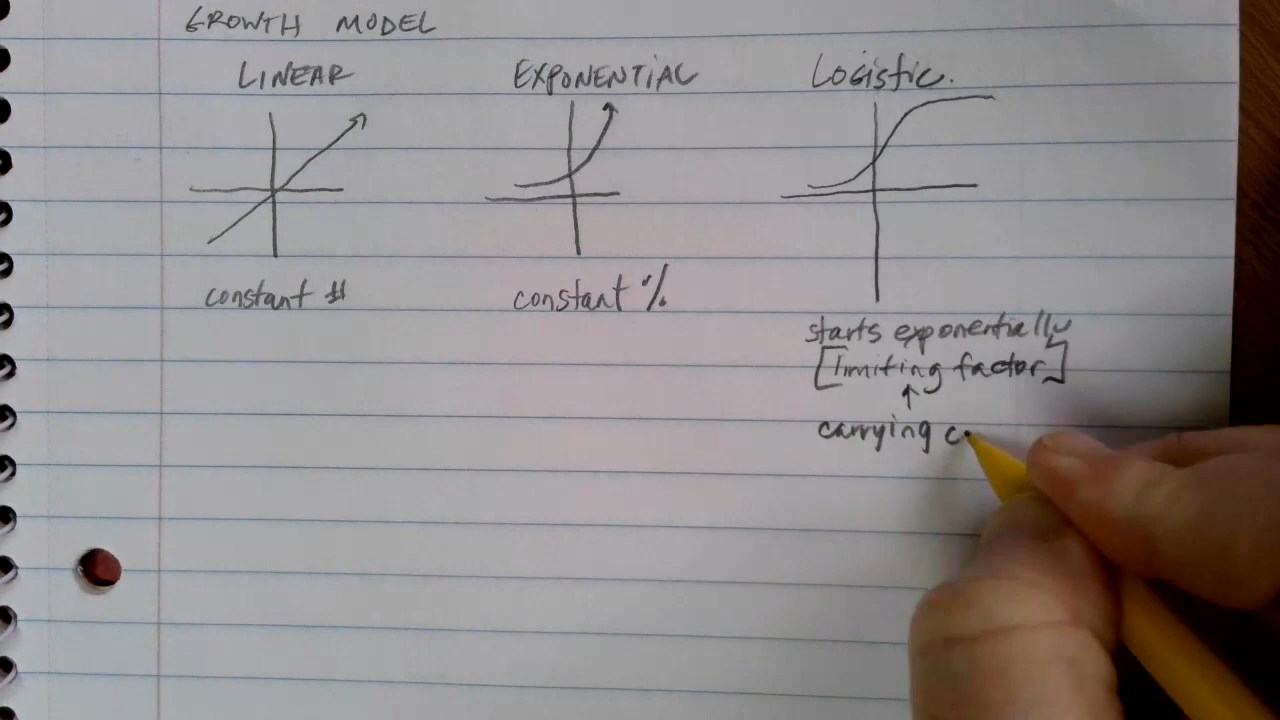 GROWTH MODEL
LINEAR EXPONENTIAL Logistic.
constant # constant %
starts exponentially
[limiting factor]
↑
carrying c